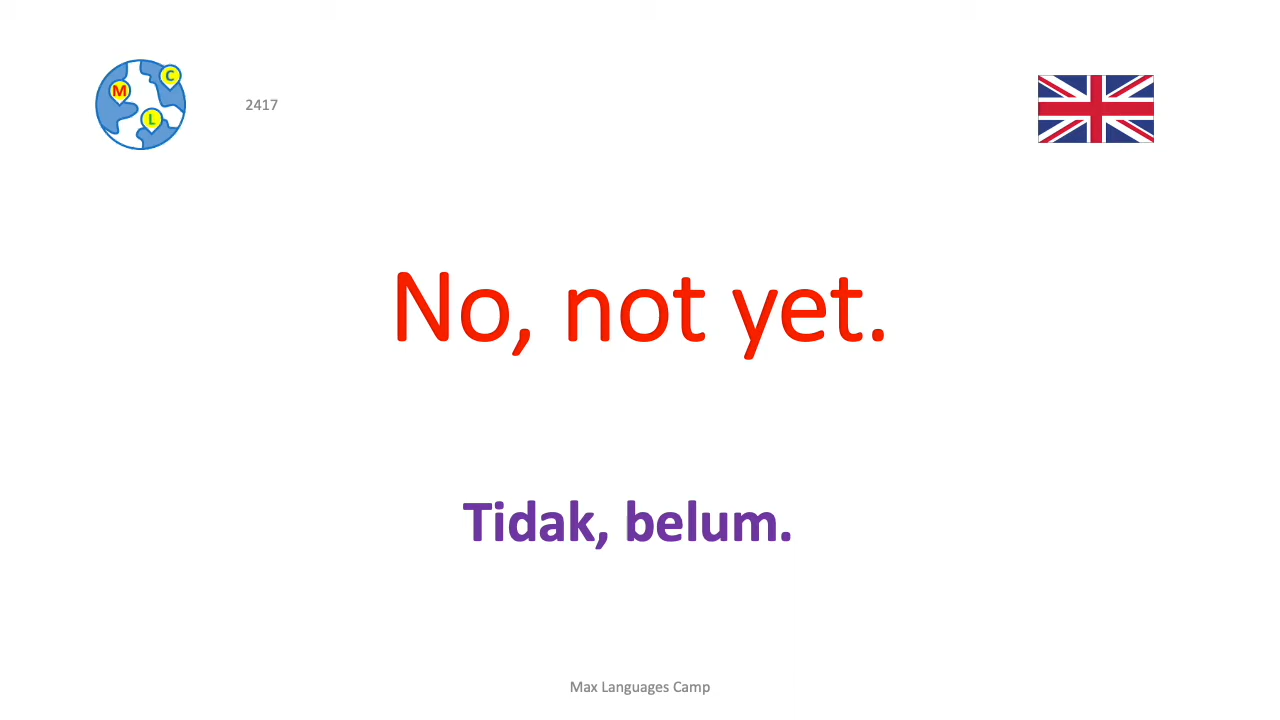 M
C
L
2417
No, not yet.
Tidak, belum.
Max Languages Camp